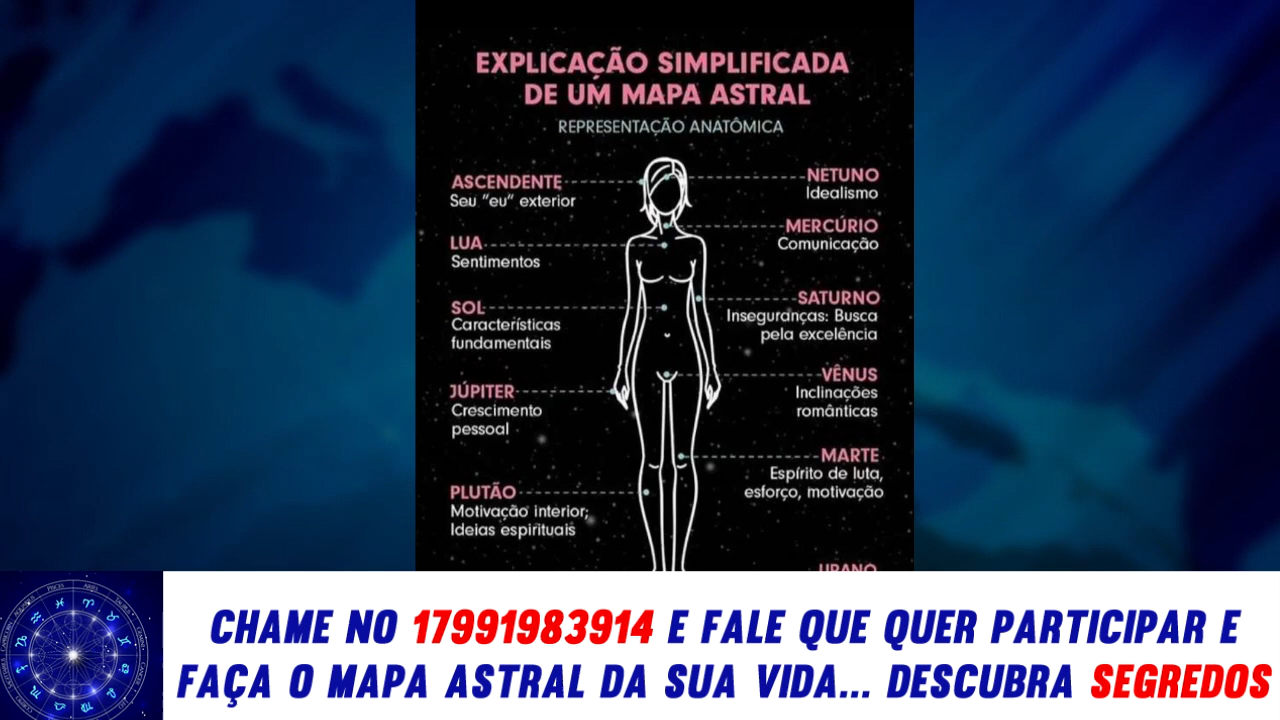 EXPLICAÇÃO SIMPLIFICADA
DE UM MAPA ASTRAL
REPRESENTAÇÃO ANATÔMICA
ASCENDENTE
Seu "eu" exterior
LUA
Sentimentos
SOL
Características
fundamentais
JÚPITER
Crescimento
pessoal
PLUTÃO
Motivação interior;
Ideias espirituais
NETUNO
Idealismo
MERCÚRIO
Comunicação
SATURNO
Inseguranças: Busca
pela excelência
VÊNUS
Inclinações
românticas
MARTE
Espírito de luta,
esforço, motivação
URANO
CHAME NO 17991983914 E FALE QUE QUER PARTICIPAR E
FAÇA O MAPA ASTRAL DA SUA VIDA... DESCUBRA SEGREDOS